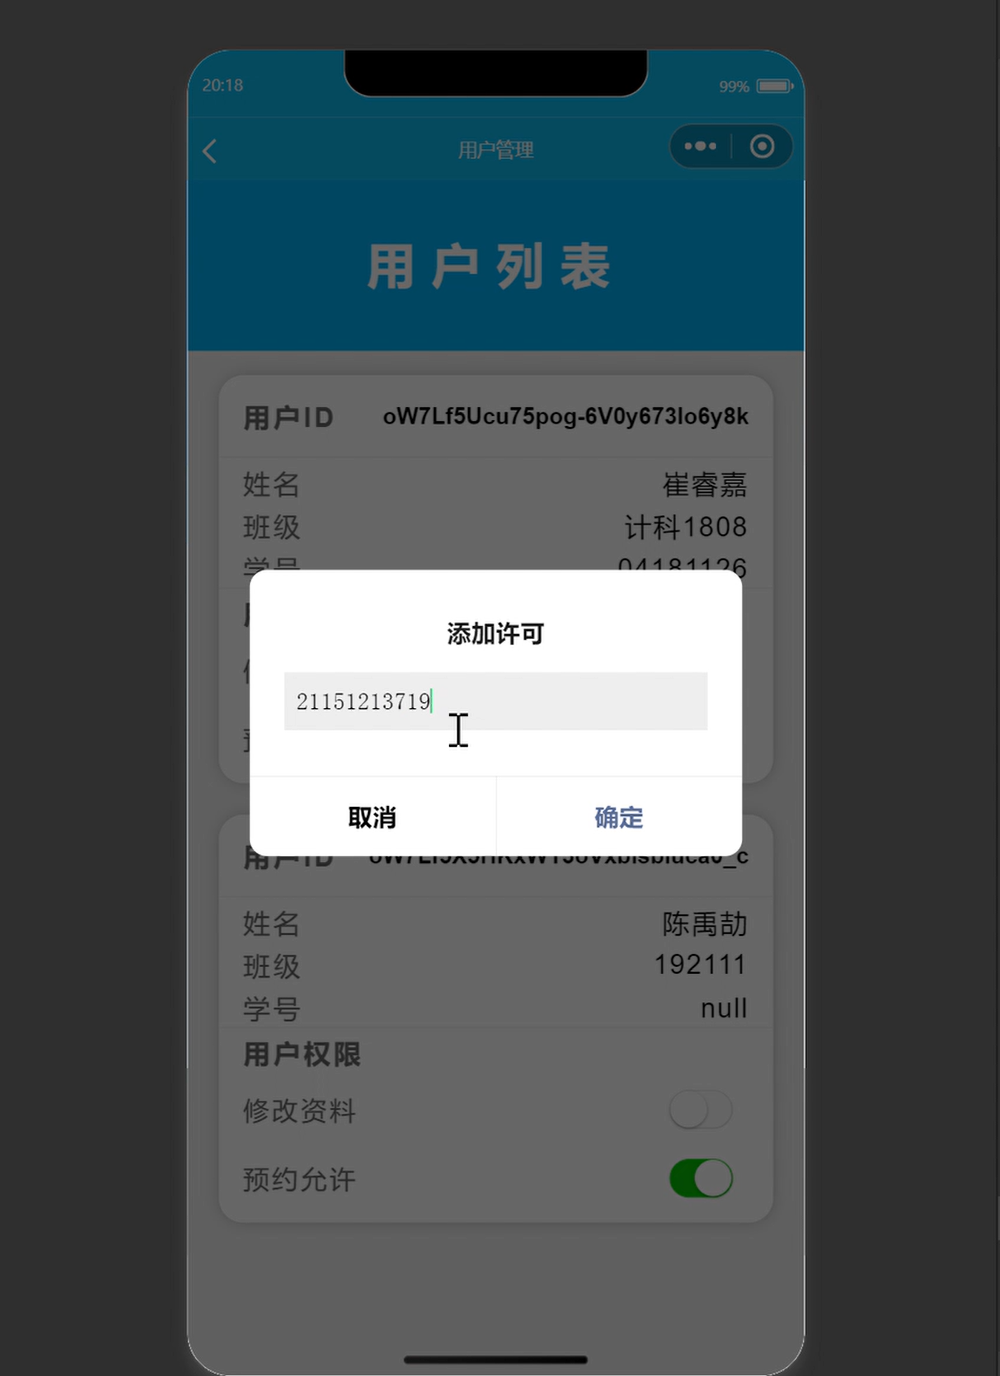 20:18
99%
用户管理
用户列表
用户ID oW7Lf5Ucu75pog-6V0y673Io6y8k
姓名 崔睿嘉
班级 计科1808
学号 04181126
添加许可
21151213719
取消 确定
用户ID
姓名 陈禹劼
班级 192111
学号 null
用户权限
修改资料
预约允许